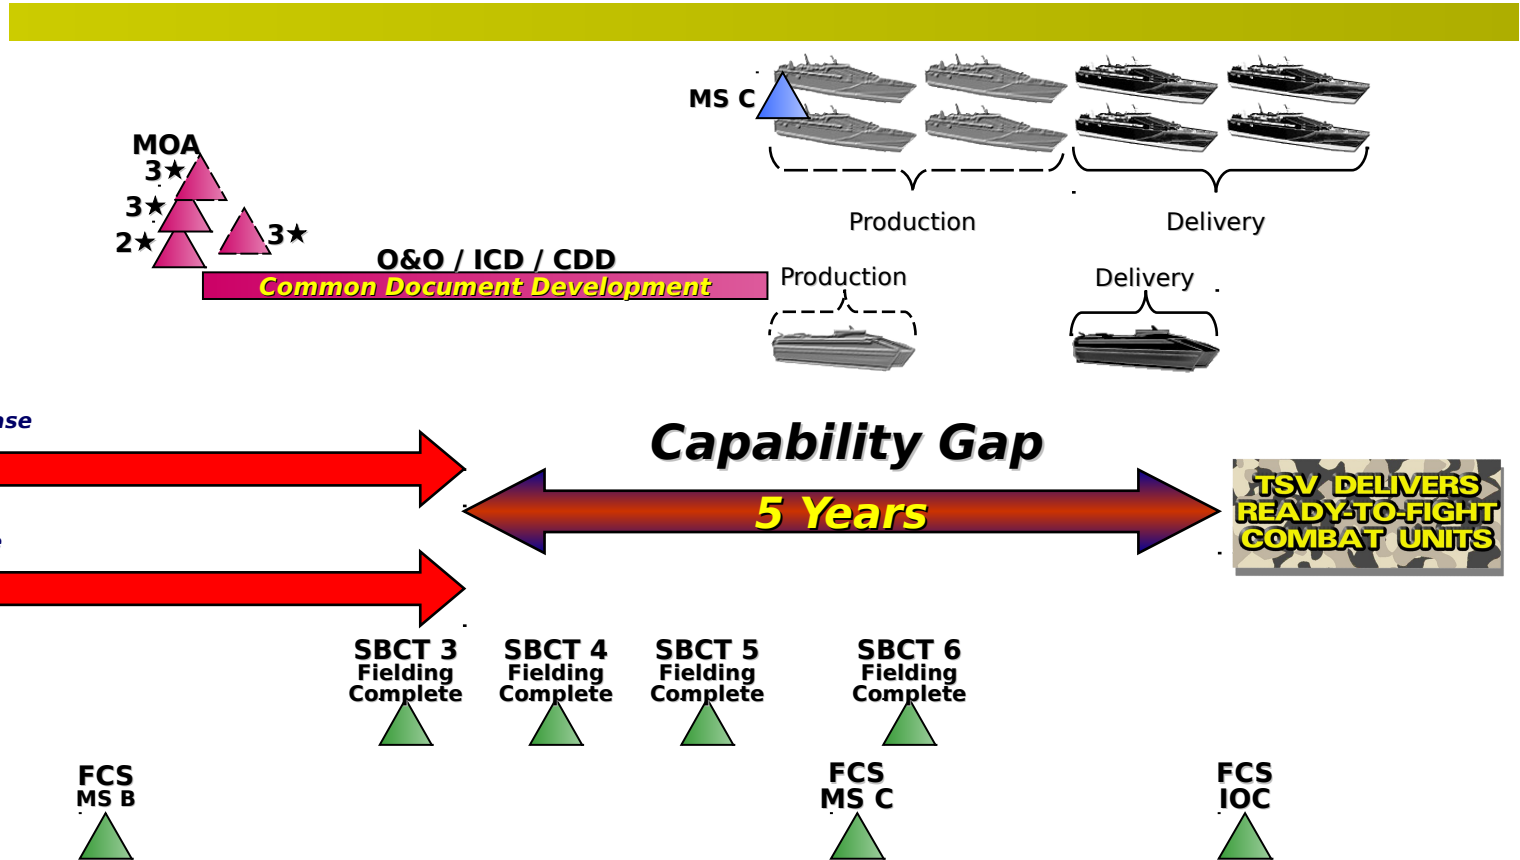 MS C
MOA
3★
3★
2★
3★
Production
Delivery
O&O / ICD / CDD
Common Document Development
Production
Delivery
Capability Gap
5 Years
TSV DELIVERS
READY-TO-FIGHT
COMBAT UNITS
SBCT 3
Fielding
Complete
SBCT 4
Fielding
Complete
SBCT 5
Fielding
Complete
SBCT 6
Fielding
Complete
FCS
MS B
FCS
MS C
FCS
IOC